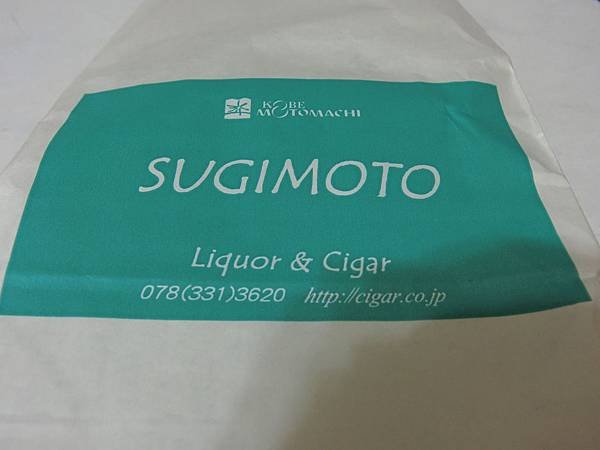 KOBE
MOTOMACHI
SUGIMOTO
Liquor & Cigar
078(331)3620 http://cigar.co.jp